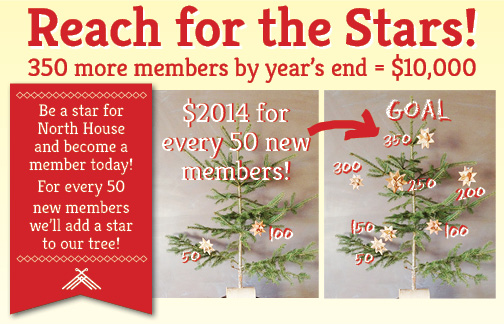 Reach for the Stars!
350 more members by year's end = $10,000
Be a star for
North House
and become a
member today!
For every 50
new members
we'll add a star
to our tree!
$2014 for
every 50 new
members!
100
50
GOAL
350
300
250
200
150
100
50